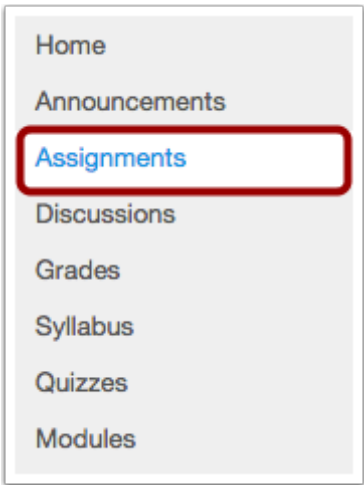 Home
Announcements
Assignments
Discussions
Grades
Syllabus
Quizzes
Modules